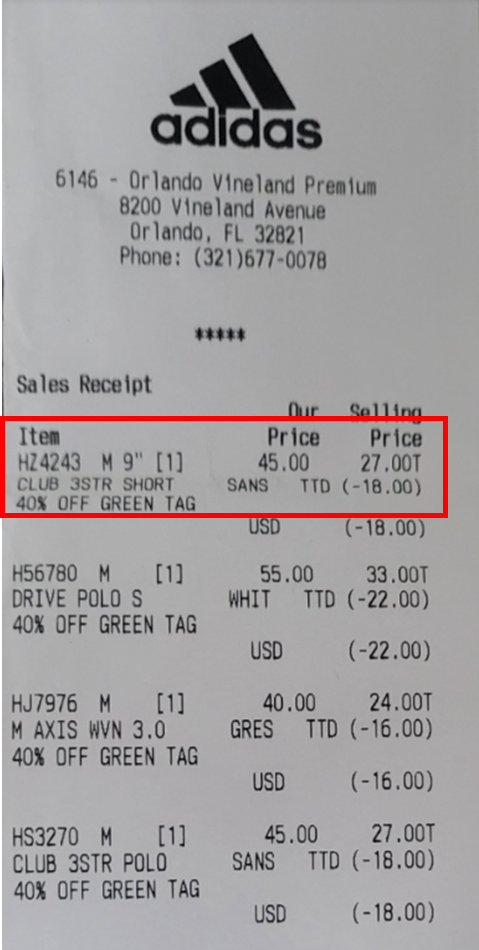 adidas
6146 - Orlando Vineland Premium
8200 Vineland Avenue
Orlando, FL 32821
Phone: (321)677-0078
*****
Sales Receipt
Our Selling
Item Price Price
HZ4243 M 9" [1] 45.00 27.00T
CLUB 3STR SHORT SANS TTD (-18.00)
40% OFF GREEN TAG
USD (-18.00)
H56780 M [1] 55.00 33.00T
DRIVE POLO S WHIT TTD (-22.00)
40% OFF GREEN TAG
USD (-22.00)
HJ7976 M [1] 40.00 24.00T
M AXIS WVN 3.0 GRES TTD (-16.00)
40% OFF GREEN TAG
USD (-16.00)
HS3270 M [1] 45.00 27.00T
CLUB 3STR POLO SANS TTD (-18.00)
40% OFF GREEN TAG
USD (-18.00)